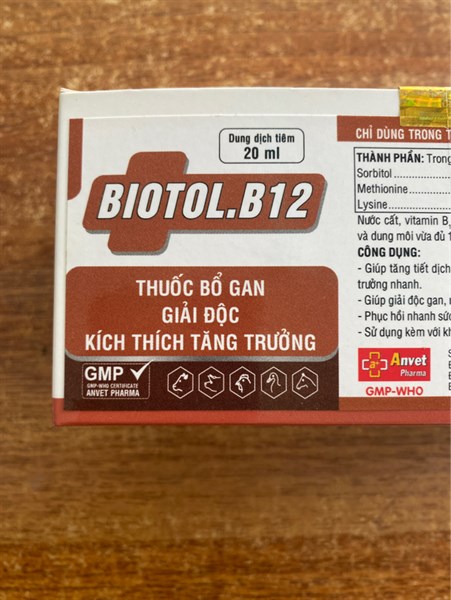 Dung dịch tiêm
20 ml
BIOTOL.B12
THUỐC BỔ GAN
GIẢI ĐỘC
KÍCH THÍCH TĂNG TRƯỞNG
GMP
GMP-WHO CERTIFICATE
ANVET PHARMA
CHỈ DÙNG TRONG T
THÀNH PHẦN: Trong
Sorbitol
Methionine
Lysine
Nước cất, vitamin B
và dung môi vừa đủ 1
CÔNG DỤNG:
- Giúp tăng tiết dịch
trưởng nhanh.
- Giúp giải độc gan,
- Phục hồi nhanh sức
- Sử dụng kèm với kh
Anvet
Pharma
GMP-WHO